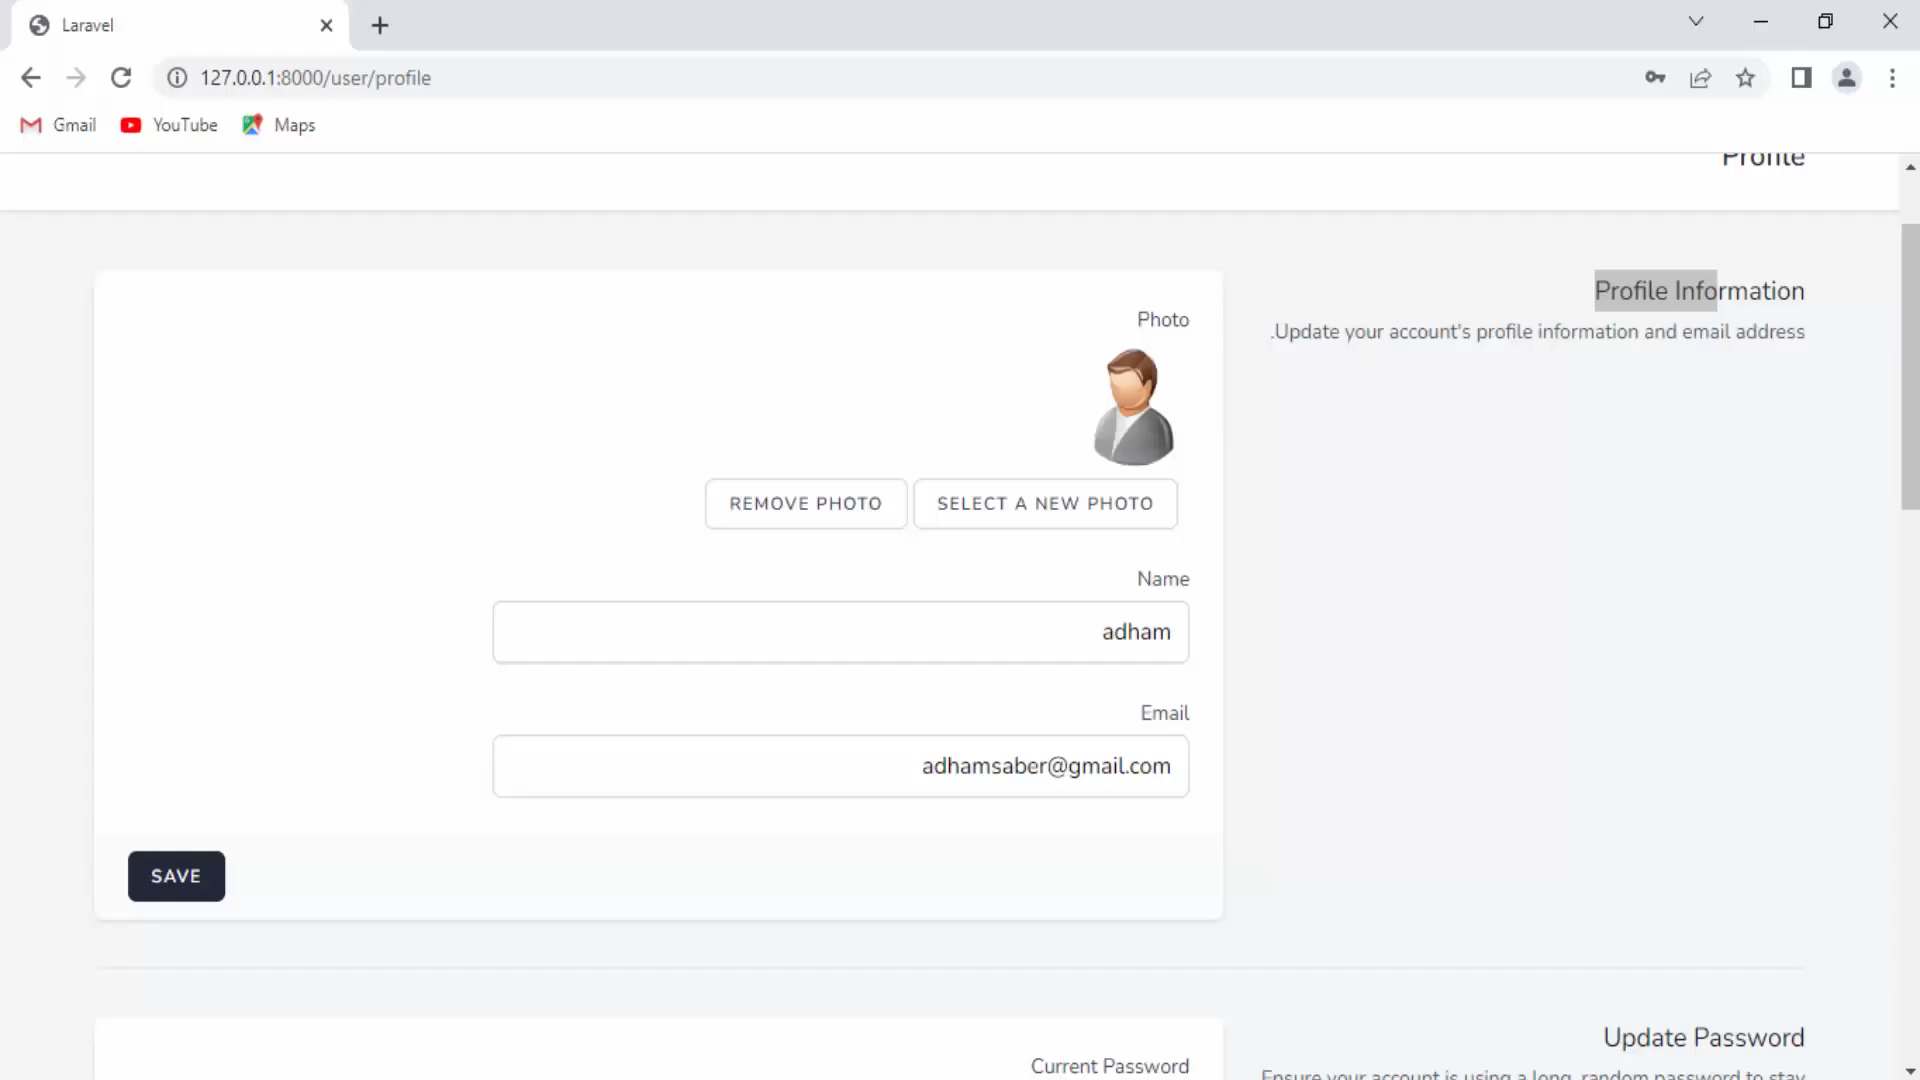 Laravel
127.0.0.1:8000/user/profile
Gmail YouTube Maps
Profile
Profile Information
.Update your account's profile information and email address
Photo
REMOVE PHOTO SELECT A NEW PHOTO
Name
adham
Email
adhamsaber@gmail.com
SAVE
Update Password
Current Password
Ensure your account is using a long, random password to stay